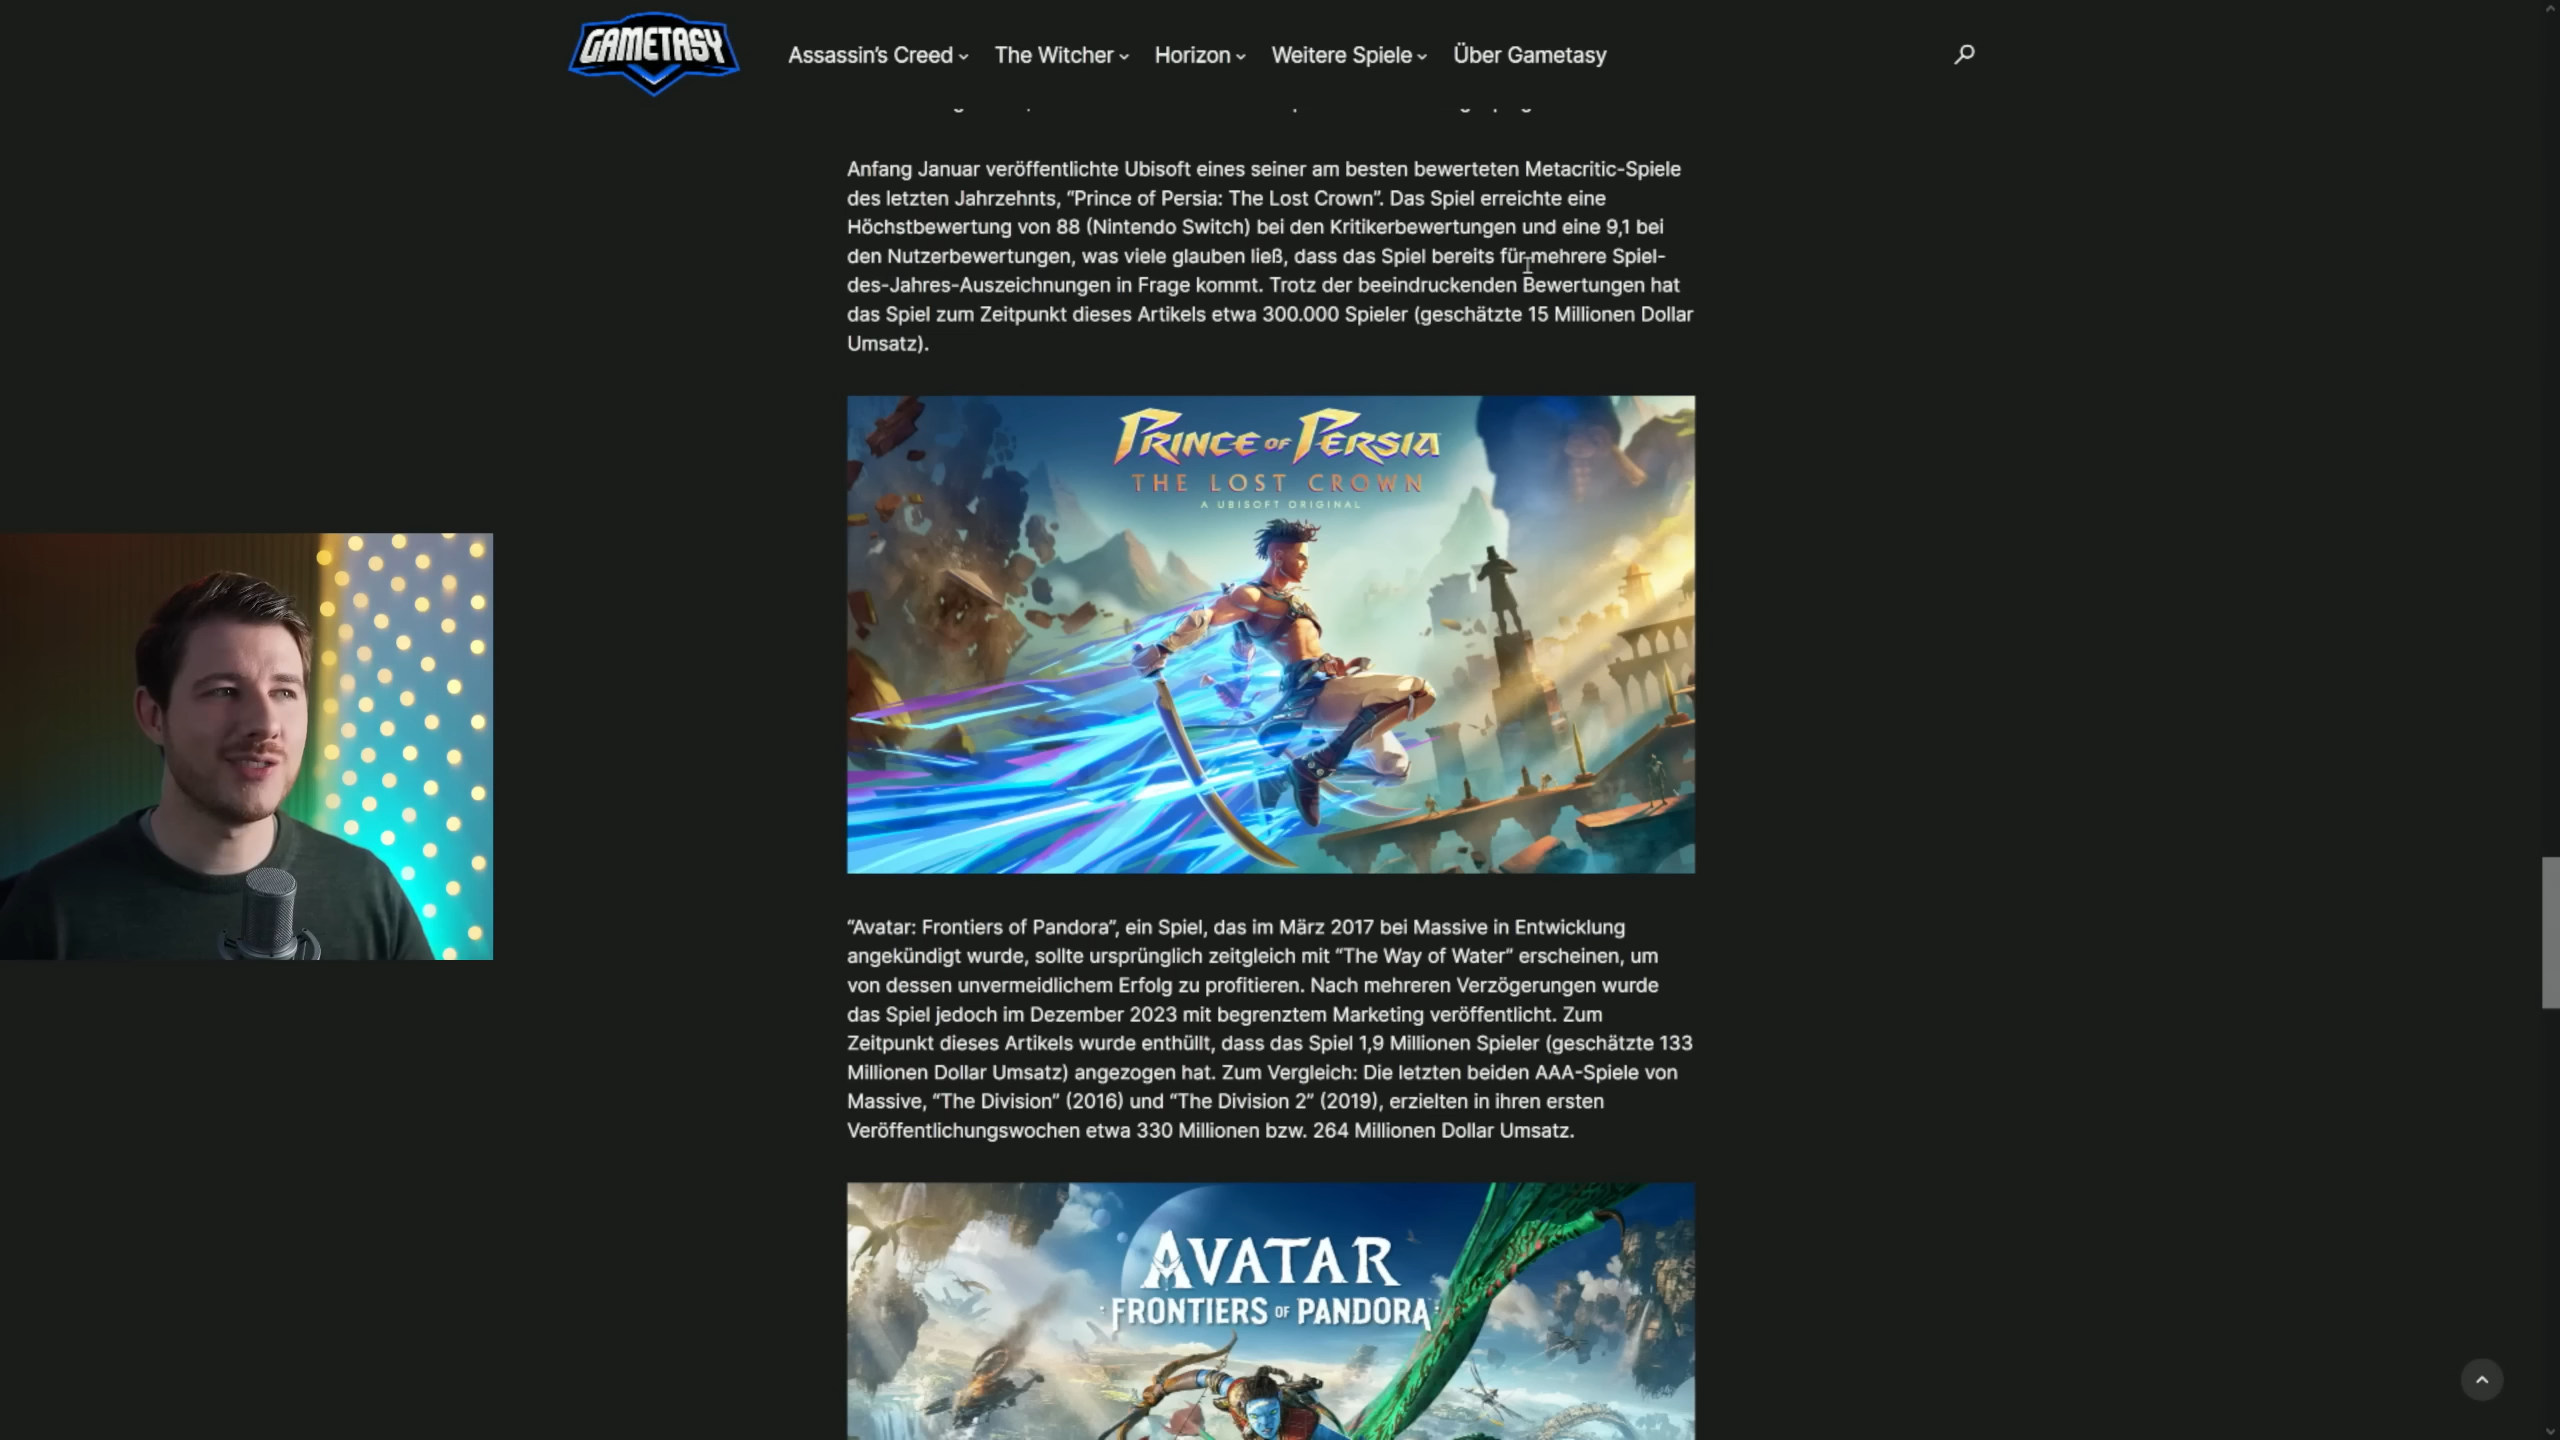 GAMETASY
Assassin's Creed
The Witcher
Horizon
Weitere Spiele
Über Gametasy
Anfang Januar veröffentlichte Ubisoft eines seiner am besten bewerteten Metacritic-Spiele
des letzten Jahrzehnts, “Prince of Persia: The Lost Crown”. Das Spiel erreichte eine
Höchstbewertung von 88 (Nintendo Switch) bei den Kritikerbewertungen und eine 9,1 bei
den Nutzerbewertungen, was viele glauben ließ, dass das Spiel bereits für mehrere Spiel-
des-Jahres-Auszeichnungen in Frage kommt. Trotz der beeindruckenden Bewertungen hat
das Spiel zum Zeitpunkt dieses Artikels etwa 300.000 Spieler (geschätzte 15 Millionen Dollar
Umsatz).
PRINCE OF PERSIA
THE LOST CROWN
A UBISOFT ORIGINAL
“Avatar: Frontiers of Pandora”, ein Spiel, das im März 2017 bei Massive in Entwicklung
angekündigt wurde, sollte ursprünglich zeitgleich mit “The Way of Water” erscheinen, um
von dessen unvermeidlichem Erfolg zu profitieren. Nach mehreren Verzögerungen wurde
das Spiel jedoch im Dezember 2023 mit begrenztem Marketing veröffentlicht. Zum
Zeitpunkt dieses Artikels wurde enthüllt, dass das Spiel 1,9 Millionen Spieler (geschätzte 133
Millionen Dollar Umsatz) angezogen hat. Zum Vergleich: Die letzten beiden AAA-Spiele von
Massive, “The Division” (2016) und “The Division 2” (2019), erzielten in ihren ersten
Veröffentlichungswochen etwa 330 Millionen bzw. 264 Millionen Dollar Umsatz.
AVATAR
FRONTIERS OF PANDORA